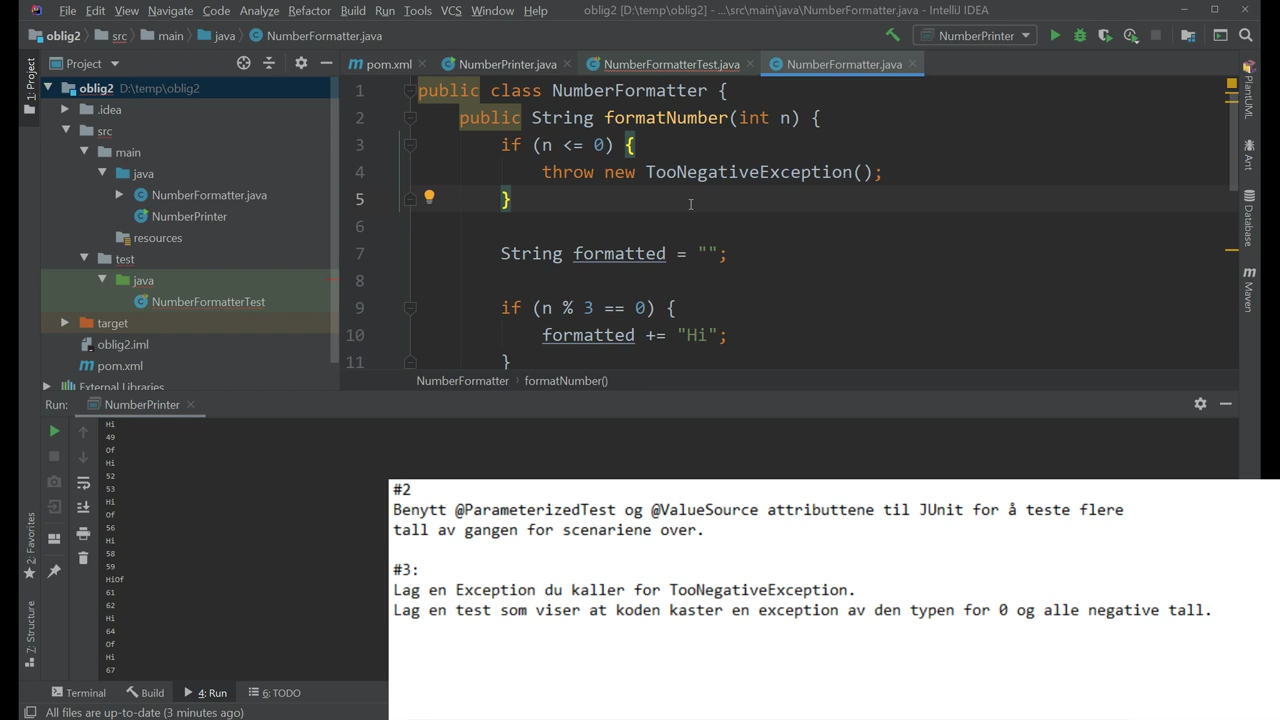 File Edit View Navigate Code Analyze Refactor Build Run Tools VCS Window Help oblig2 [D:\temp\oblig2] - ...\src\main\java\NumberFormatter.java - IntelliJ IDEA
oblig2 src main java NumberFormatter.java NumberPrinter
1: Project
Project
pom.xml NumberPrinter.java NumberFormatterTest.java NumberFormatter.java
oblig2 D:\temp\oblig2
.idea
src
main
java
NumberFormatter.java
NumberPrinter
resources
test
java
NumberFormatterTest
target
oblig2.iml
pom.xml
External Libraries
1 public class NumberFormatter {
2 public String formatNumber(int n) {
3 if (n <= 0) {
4 throw new TooNegativeException();
5 }
6
7 String formatted = "";
8
9 if (n % 3 == 0) {
10 formatted += "Hi";
11 }
NumberFormatter › formatNumber()
PlantUML
Ant
Database
Maven
Run: NumberPrinter
Hi
49
Of
Hi
52
53
Hi
Of
56
Hi
58
59
HiOf
61
62
Hi
64
Of
Hi
67
2: Favorites
7: Structure
#2
Benytt @ParameterizedTest og @ValueSource attributtene til JUnit for å teste flere
tall av gangen for scenariene over.
#3:
Lag en Exception du kaller for TooNegativeException.
Lag en test som viser at koden kaster en exception av den typen for 0 og alle negative tall.
Terminal Build 4: Run 6: TODO
All files are up-to-date (3 minutes ago)